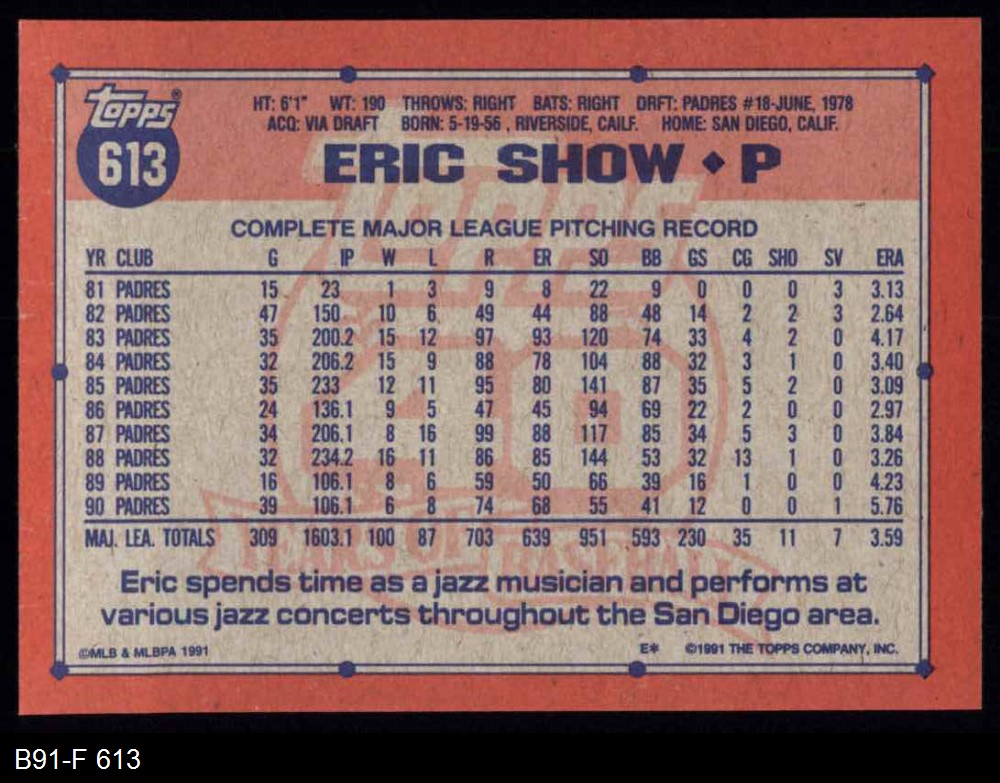 Topps®
613
HT: 6'1" WT: 190 THROWS: RIGHT BATS: RIGHT DRFT: PADRES #18-JUNE, 1978
ACQ: VIA DRAFT BORN: 5-19-56 , RIVERSIDE, CAILF. HOME: SAN DIEGO, CALIF.
ERIC SHOW ◆ P
COMPLETE MAJOR LEAGUE PITCHING RECORD
YR CLUB G IP W L R ER SO BB GS CG SHO SV ERA
81 PADRES 15 23 1 3 9 8 22 9 0 0 0 3 3.13
82 PADRES 47 150 10 6 49 44 88 48 14 2 2 3 2.64
83 PADRES 35 200.2 15 12 97 93 120 74 33 4 2 0 4.17
84 PADRES 32 206.2 15 9 88 78 104 88 32 3 1 0 3.40
85 PADRES 35 233 12 11 95 80 141 87 35 5 2 0 3.09
86 PADRES 24 136.1 9 5 47 45 94 69 22 2 0 0 2.97
87 PADRES 34 206.1 8 16 99 88 117 85 34 5 3 0 3.84
88 PADRES 32 234.2 16 11 86 85 144 53 32 13 1 0 3.26
89 PADRES 16 106.1 8 6 59 50 66 39 16 1 0 0 4.23
90 PADRES 39 106.1 6 8 74 68 55 41 12 0 0 1 5.76
MAJ. LEA. TOTALS 309 1603.1 100 87 703 639 951 593 230 35 11 7 3.59
Topps
40
YEARS OF BASEBALL
Eric spends time as a jazz musician and performs at
various jazz concerts throughout the San Diego area.
©MLB & MLBPA 1991 E* ©1991 THE TOPPS COMPANY, INC.
B91-F 613